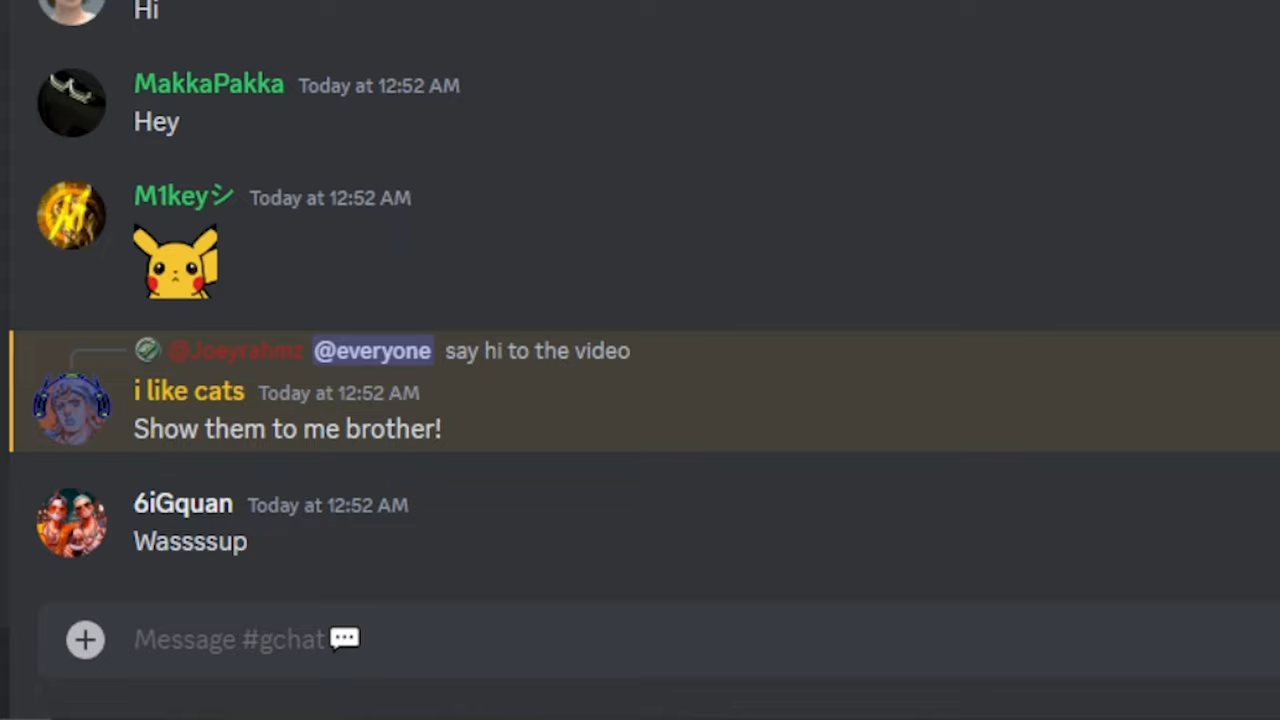 Hi
MakkaPakka Today at 12:52 AM
Hey
M1keyシ Today at 12:52 AM
@Joeyrahmz @everyone say hi to the video
i like cats Today at 12:52 AM
Show them to me brother!
6iGquan Today at 12:52 AM
Wassssup
Message #gchat